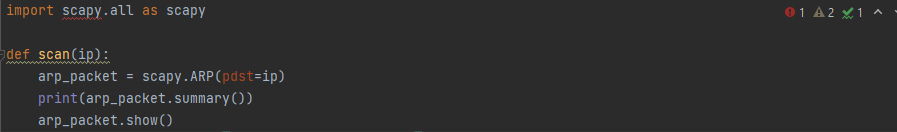 import scapy.all as scapy
1 2 1
def scan(ip):
    arp_packet = scapy.ARP(pdst=ip)
    print(arp_packet.summary())
    arp_packet.show()